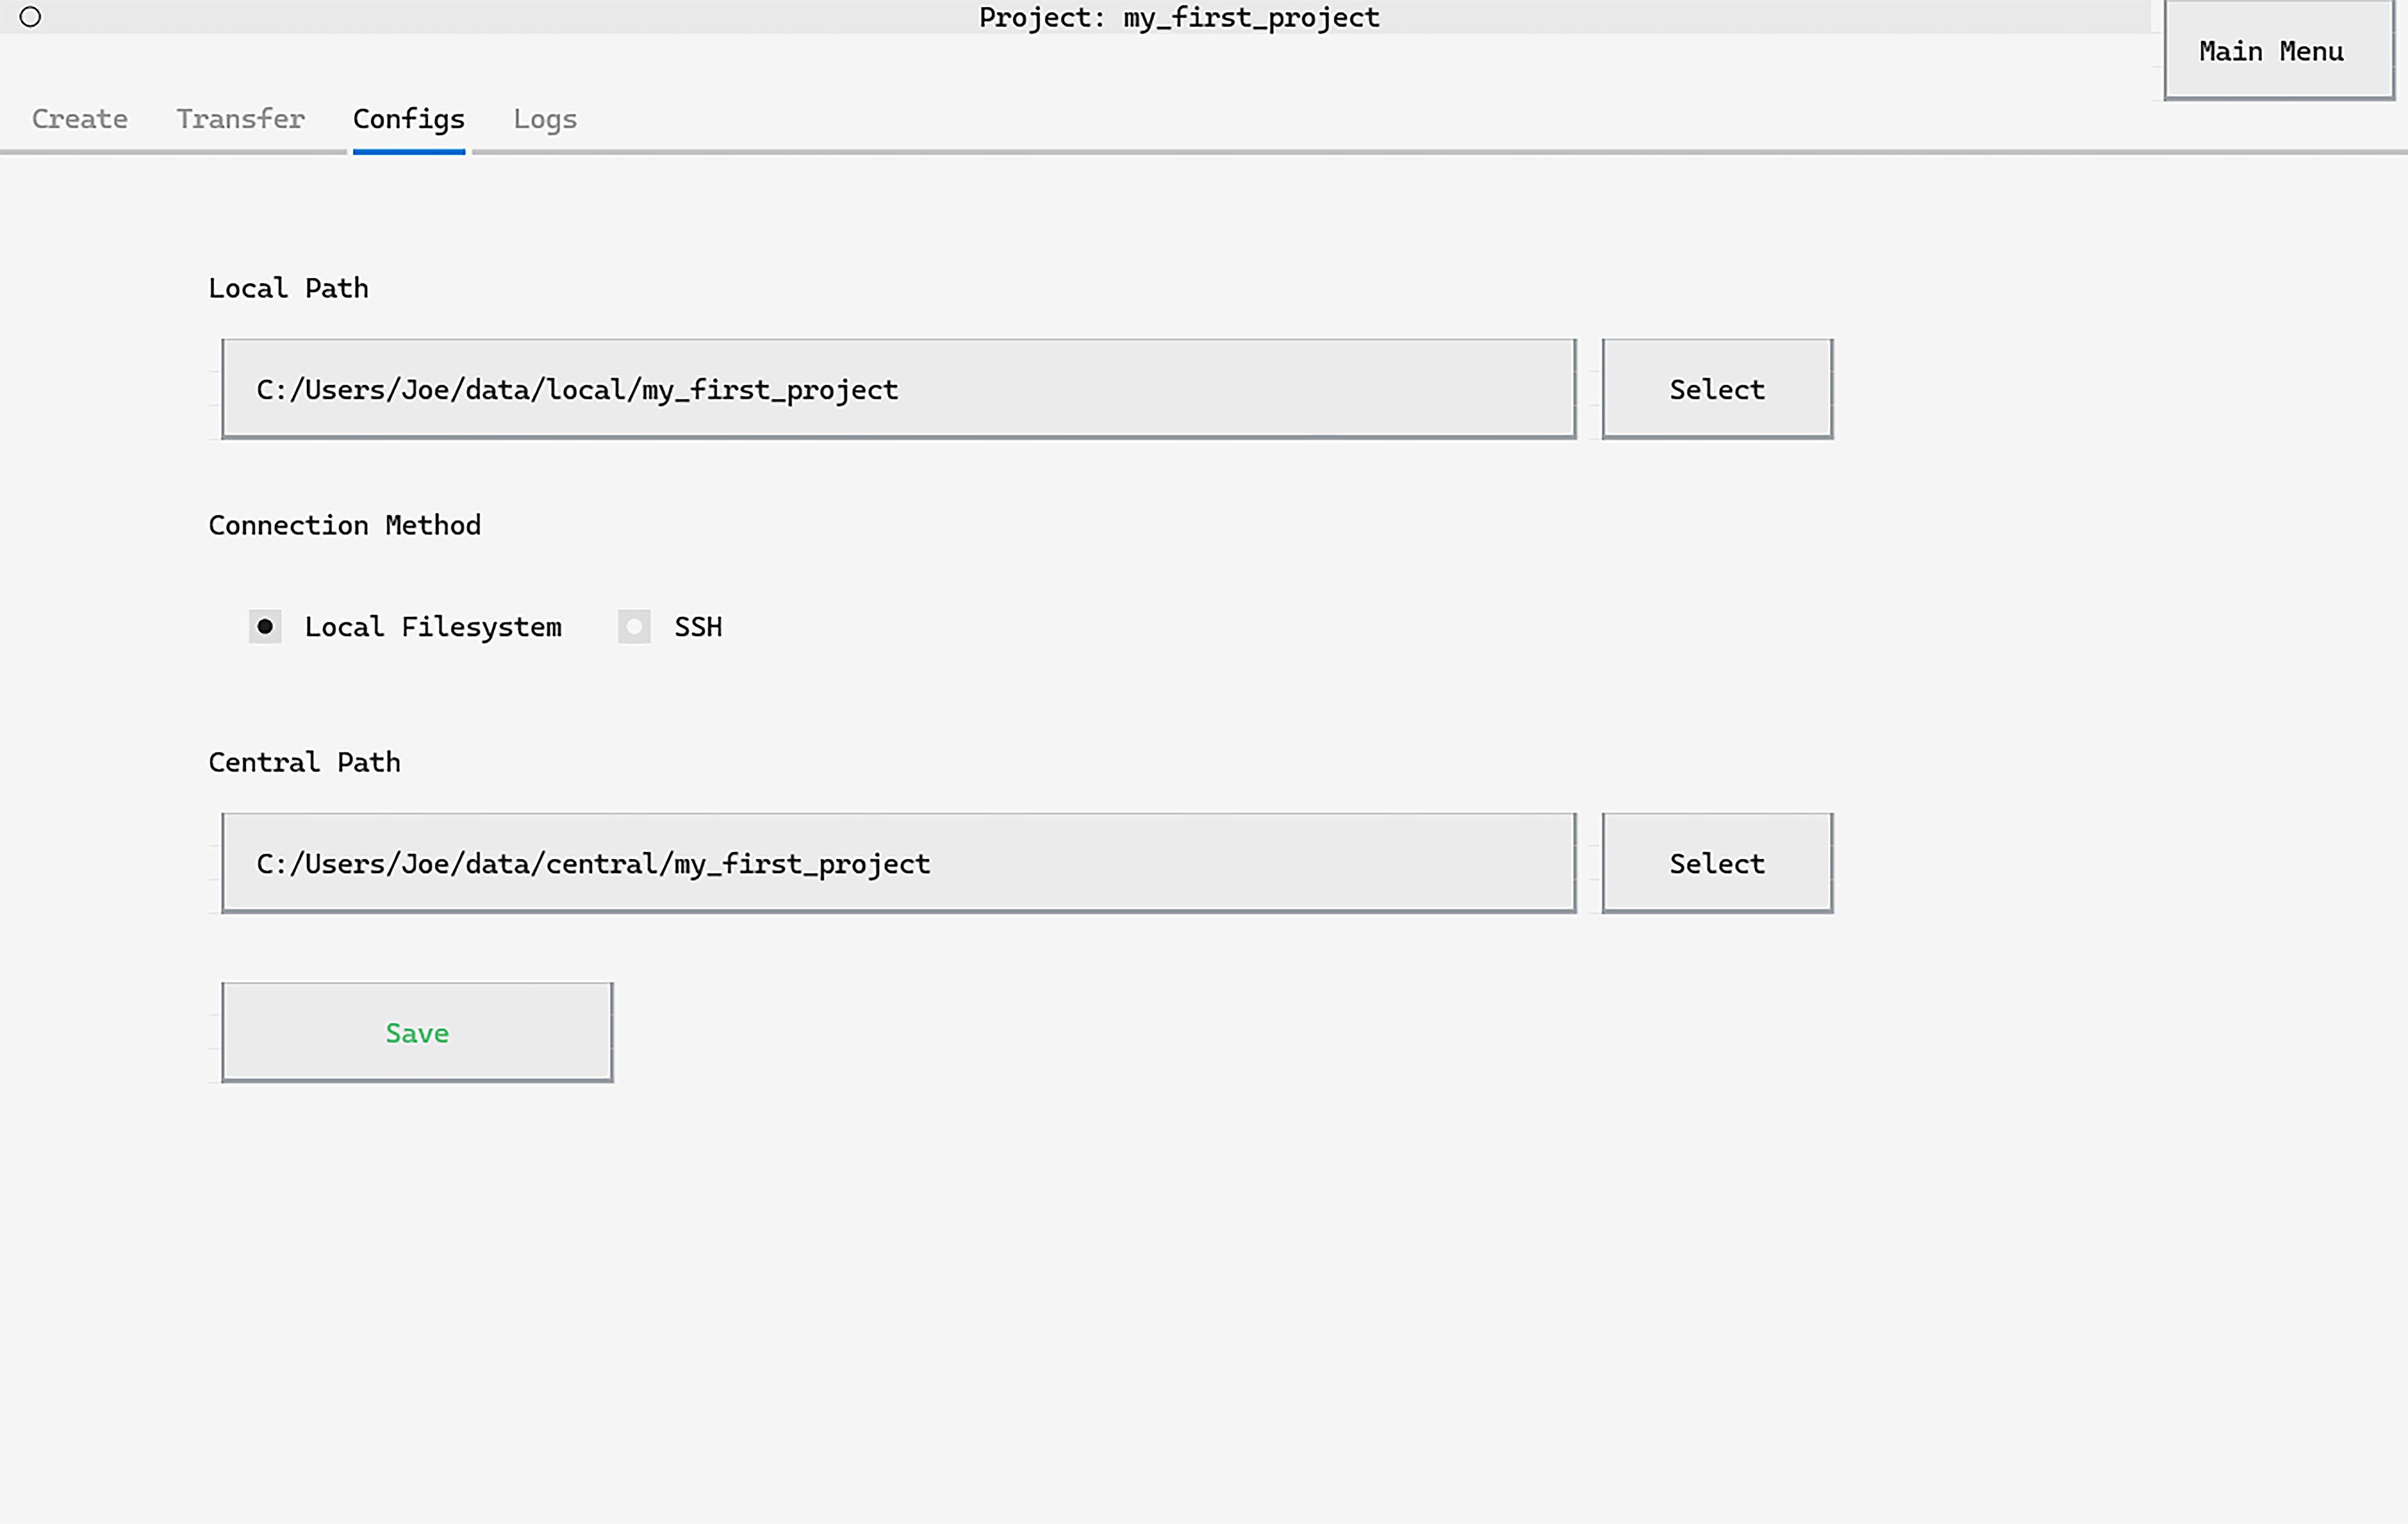 Project: my_first_project
Main Menu
Create Transfer Configs Logs
Local Path
C:/Users/Joe/data/local/my_first_project Select
Connection Method
Local Filesystem SSH
Central Path
C:/Users/Joe/data/central/my_first_project Select
Save